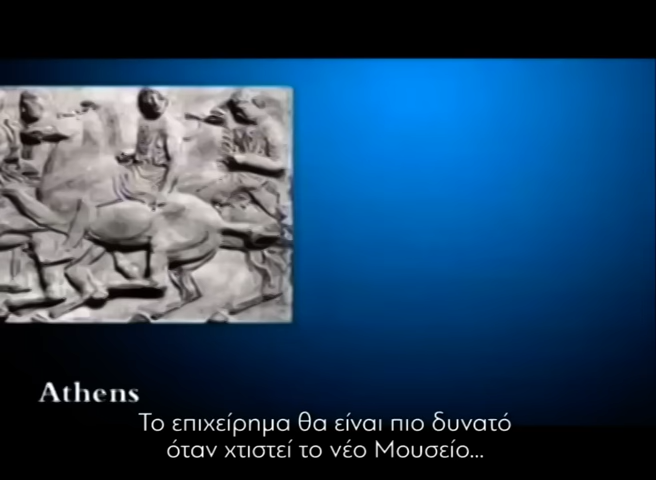 Athens
Το επιχείρημα θα είναι πιο δυνατό
όταν χτιστεί το νέο Μουσείο...